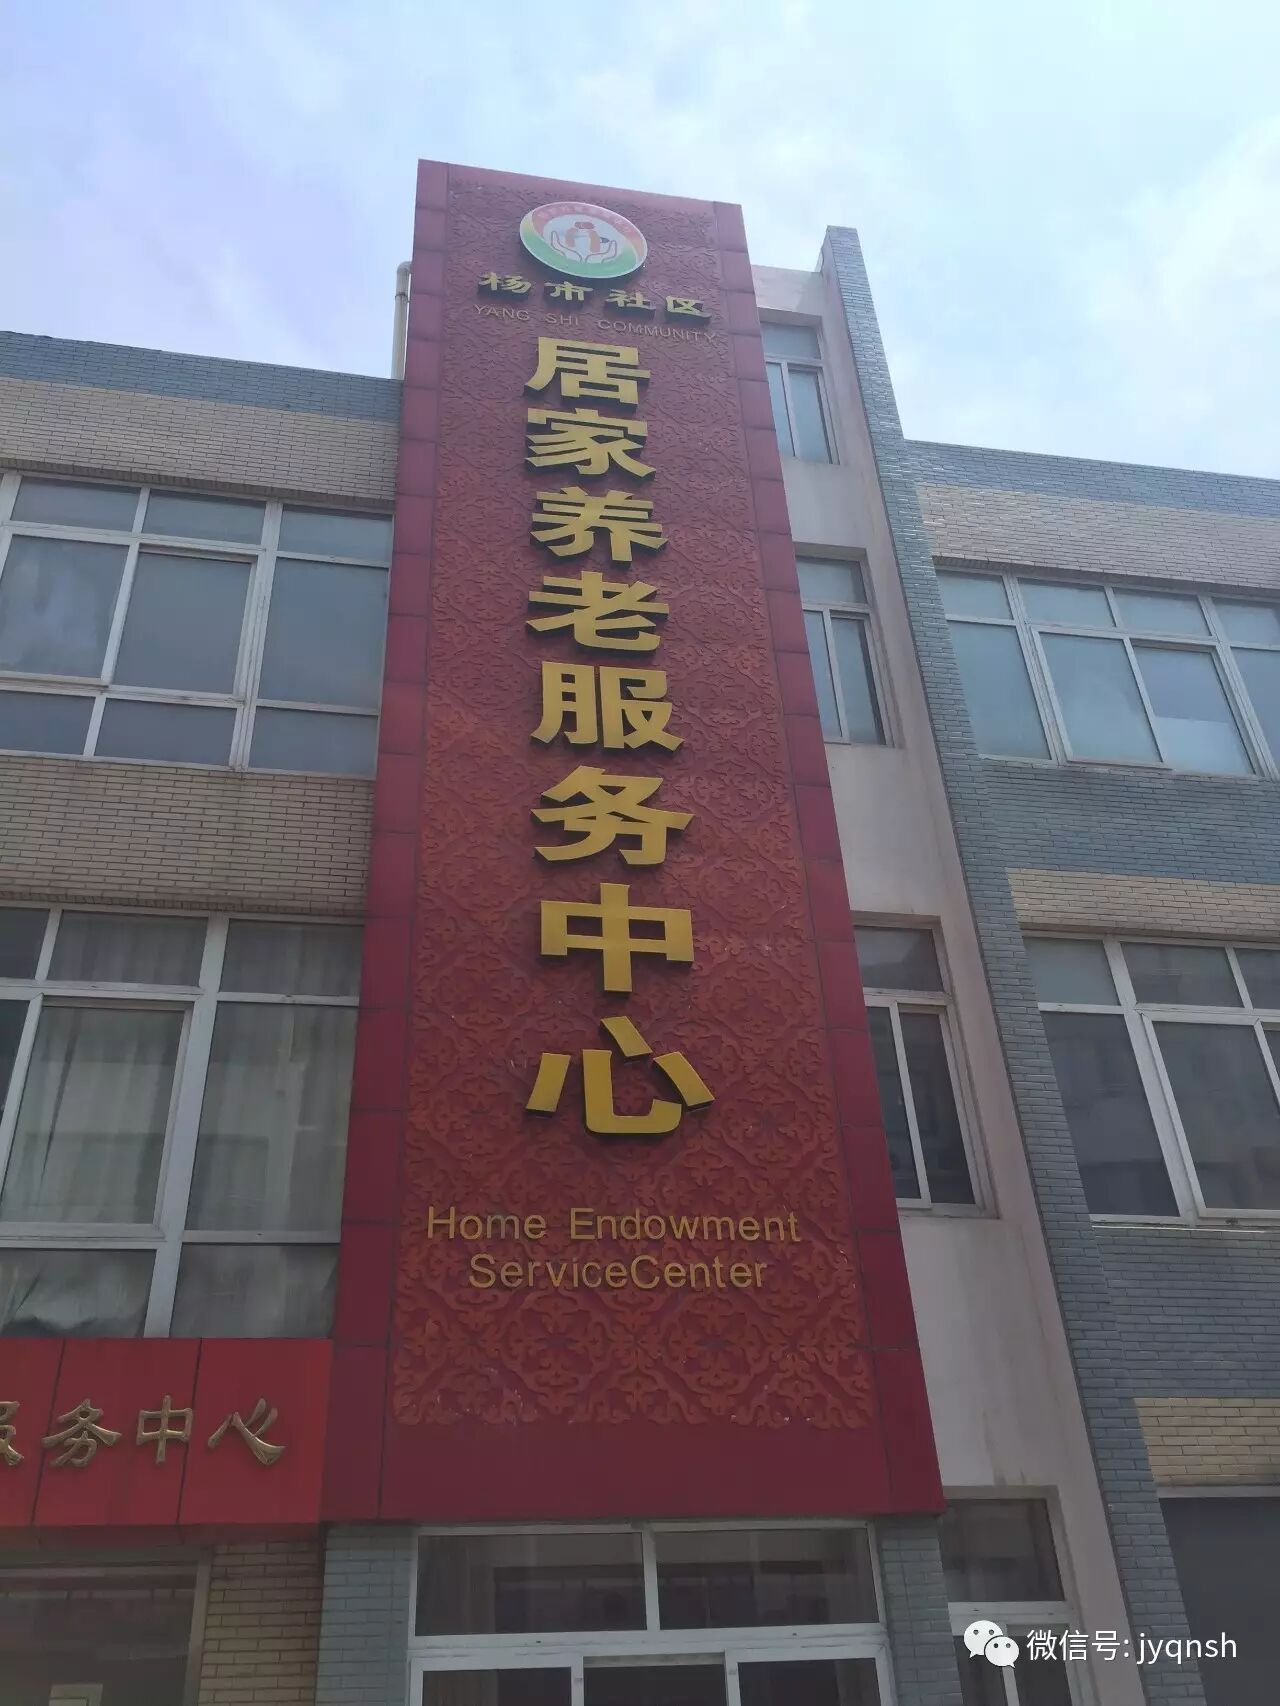 杨市社区
YANG SHI COMMUNITY
居家养老服务中心
Home Endowment
ServiceCenter
服务中心
微信号: jyqnsh